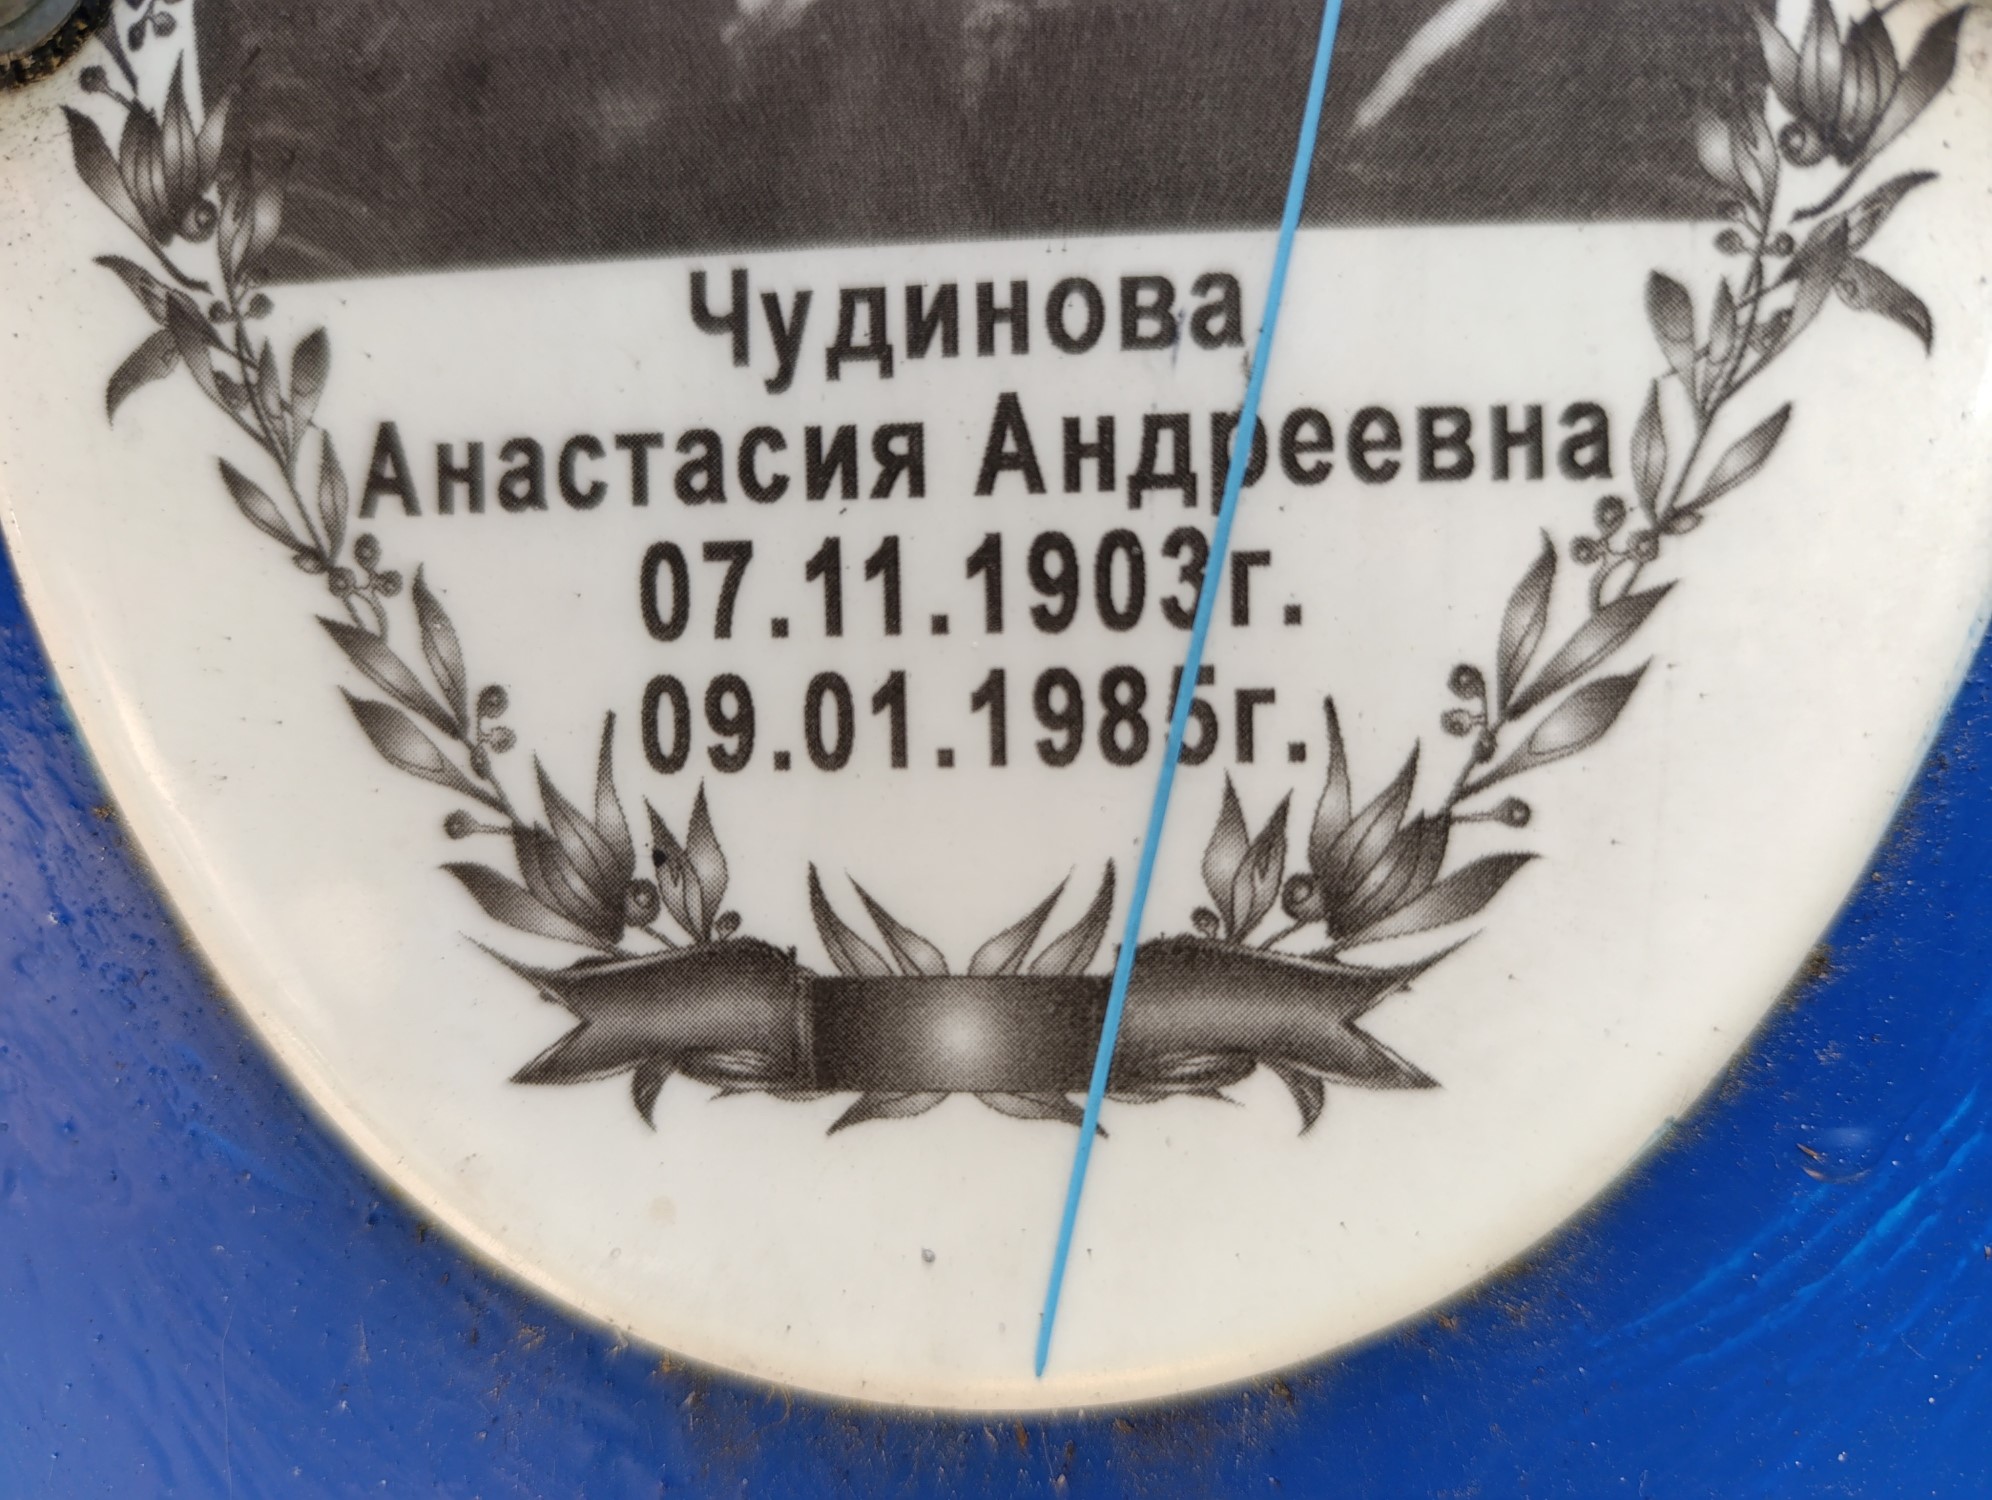 Чудинова
Анастасия Андреевна
07.11.1903г.
09.01.1985г.